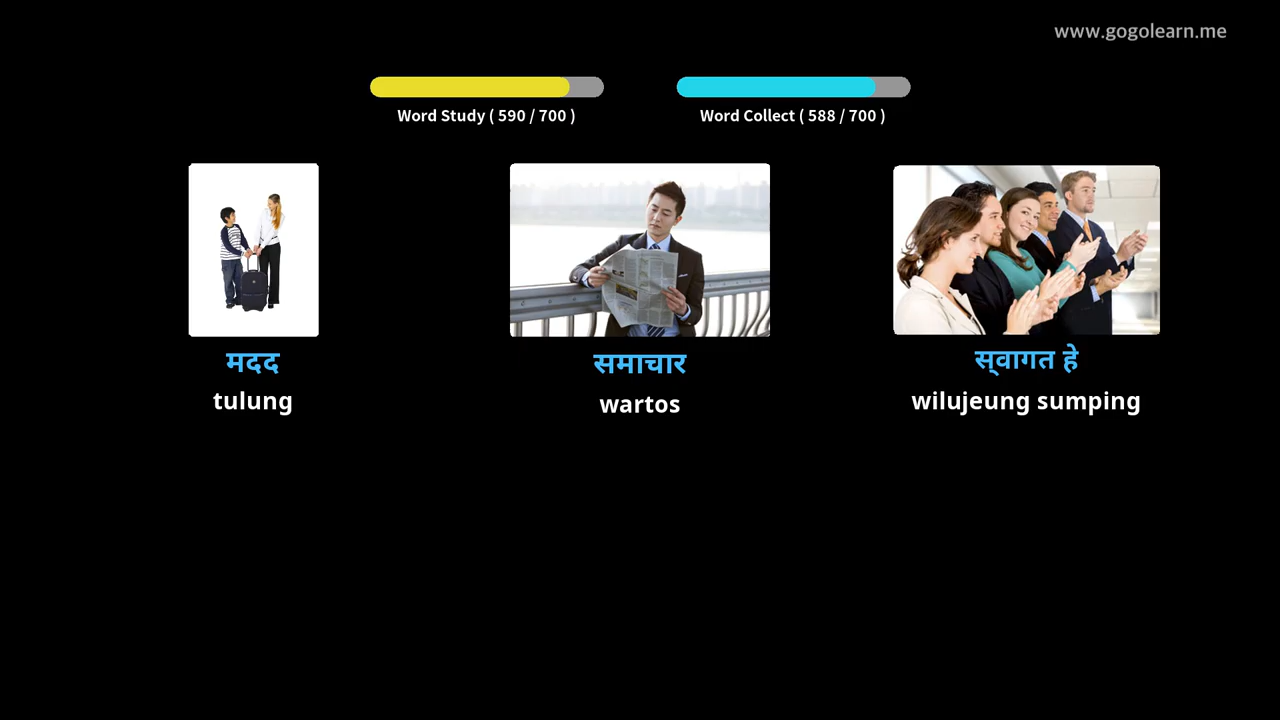 www.gogolearn.me
Word Study ( 590 / 700 )
Word Collect ( 588 / 700 )
मदद
समाचार
स्‌वागत हे
tulung
wartos
wilujeung sumping